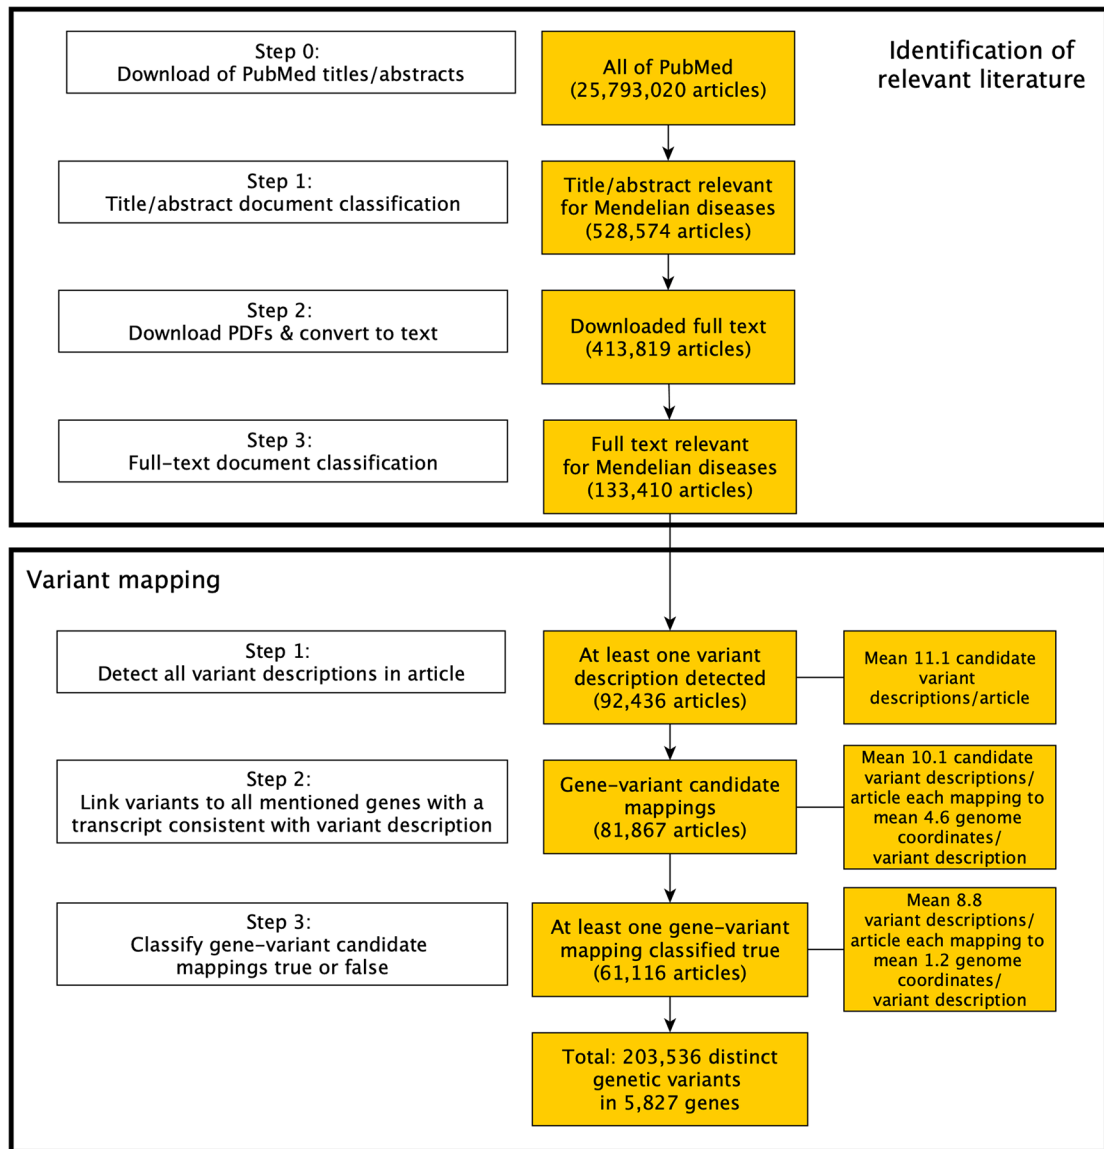 Identification of
relevant literature
Step 0:
Download of PubMed titles/abstracts
All of PubMed
(25,793,020 articles)
Step 1:
Title/abstract document classification
Title/abstract relevant
for Mendelian diseases
(528,574 articles)
Step 2:
Download PDFs & convert to text
Downloaded full text
(413,819 articles)
Step 3:
Full-text document classification
Full text relevant
for Mendelian diseases
(133,410 articles)
Variant mapping
Step 1:
Detect all variant descriptions in article
At least one variant
description detected
(92,436 articles)
Mean 11.1 candidate
variant
descriptions/article
Step 2:
Link variants to all mentioned genes with a
transcript consistent with variant description
Gene-variant candidate
mappings
(81,867 articles)
Mean 10.1 candidate
variant descriptions/
article each mapping to
mean 4.6 genome
coordinates/
variant description
Step 3:
Classify gene-variant candidate
mappings true or false
At least one gene-variant
mapping classified true
(61,116 articles)
Mean 8.8
variant descriptions/
article each mapping to
mean 1.2 genome
coordinates/
variant description
Total: 203,536 distinct
genetic variants
in 5,827 genes